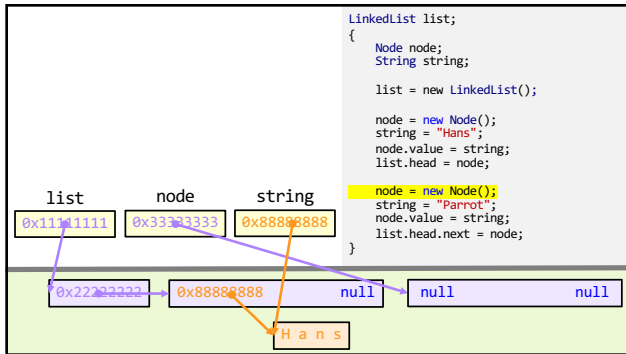 LinkedList list;
{
Node node;
String string;
list = new LinkedList();
node = new Node();
string = "Hans";
node.value = string;
list.head = node;
node = new Node();
string = "Parrot";
node.value = string;
list.head.next = node;
}
list node string
0x11111111 0x33333333 0x88888888
0x22222222 0x88888888 null null null
H a n s